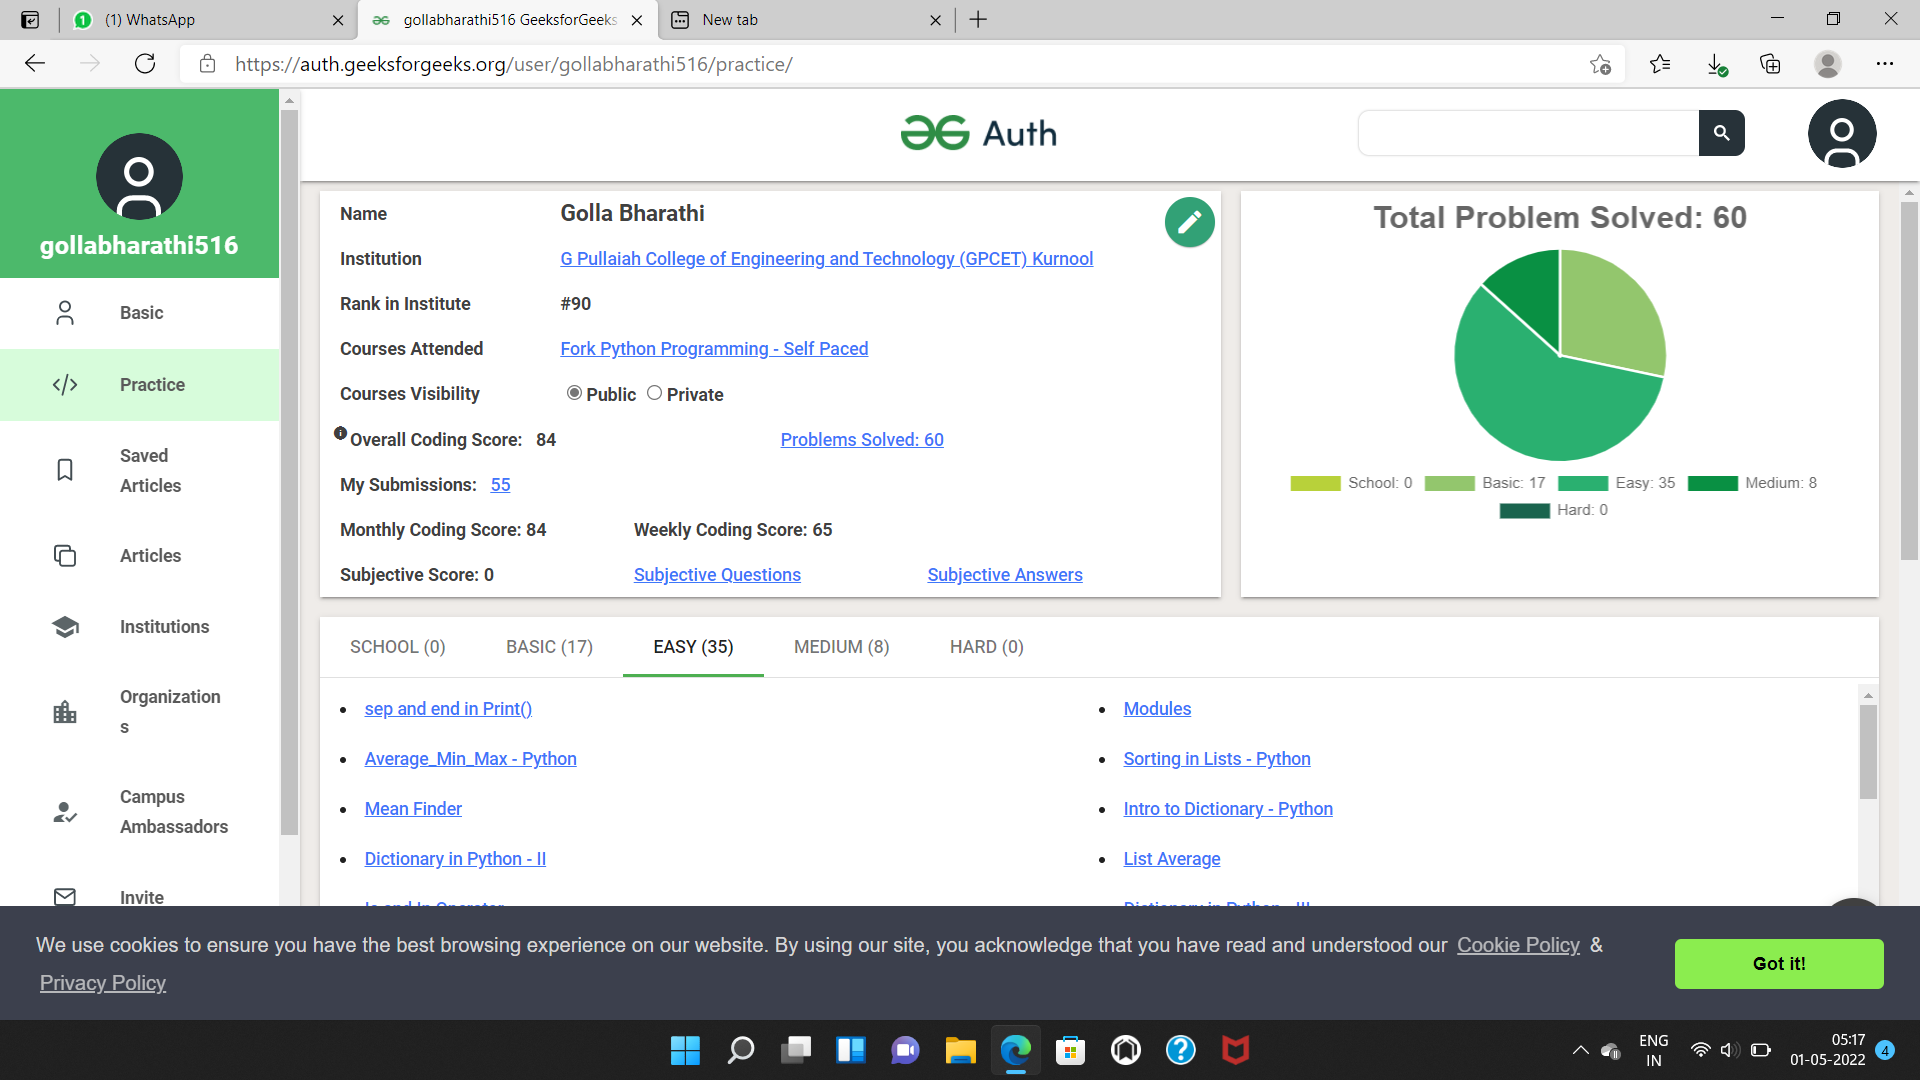 (1) WhatsApp
gollabharathi516 GeeksforGeeks
New tab
https://auth.geeksforgeeks.org/user/gollabharathi516/practice/
gollabharathi516
Basic
Practice
Saved
Articles
Articles
Institutions
Organization
s
Campus
Ambassadors
Invite
Auth
Name Golla Bharathi
Institution G Pullaiah College of Engineering and Technology (GPCET) Kurnool
Rank in Institute #90
Courses Attended Fork Python Programming - Self Paced
Courses Visibility Public Private
Overall Coding Score: 84 Problems Solved: 60
My Submissions: 55
Monthly Coding Score: 84 Weekly Coding Score: 65
Subjective Score: 0 Subjective Questions Subjective Answers
Total Problem Solved: 60
School: 0 Basic: 17 Easy: 35 Medium: 8
Hard: 0
SCHOOL (0) BASIC (17) EASY (35) MEDIUM (8) HARD (0)
sep and end in Print() Modules
Average_Min_Max - Python Sorting in Lists - Python
Mean Finder Intro to Dictionary - Python
Dictionary in Python - II List Average
We use cookies to ensure you have the best browsing experience on our website. By using our site, you acknowledge that you have read and understood our Cookie Policy &
Privacy Policy
Got it!
ENG
IN
05:17
01-05-2022
4